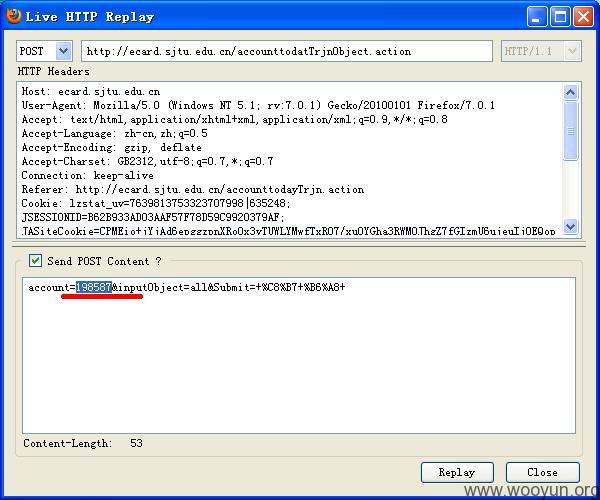 Live HTTP Replay
POST http://ecard.sjtu.edu.cn/accounttodatTrjnObject.action HTTP/1.1
HTTP Headers
Host: ecard.sjtu.edu.cn
User-Agent: Mozilla/5.0 (Windows NT 5.1; rv:7.0.1) Gecko/20100101 Firefox/7.0.1
Accept: text/html,application/xhtml+xml,application/xml;q=0.9,*/*;q=0.8
Accept-Language: zh-cn,zh;q=0.5
Accept-Encoding: gzip, deflate
Accept-Charset: GB2312,utf-8;q=0.7,*;q=0.7
Connection: keep-alive
Referer: http://ecard.sjtu.edu.cn/accounttodayTrjn.action
Cookie: lzstat_uv=7639813753323707998|635248;
JSESSIONID=B62B933AD03AAF57F78D59C9920379AF;
Send POST Content ?
account=198587&inputObject=all&Submit=+%C8%B7+%B6%A8+
Content-Length: 53
Replay Close
www.wooyun.org